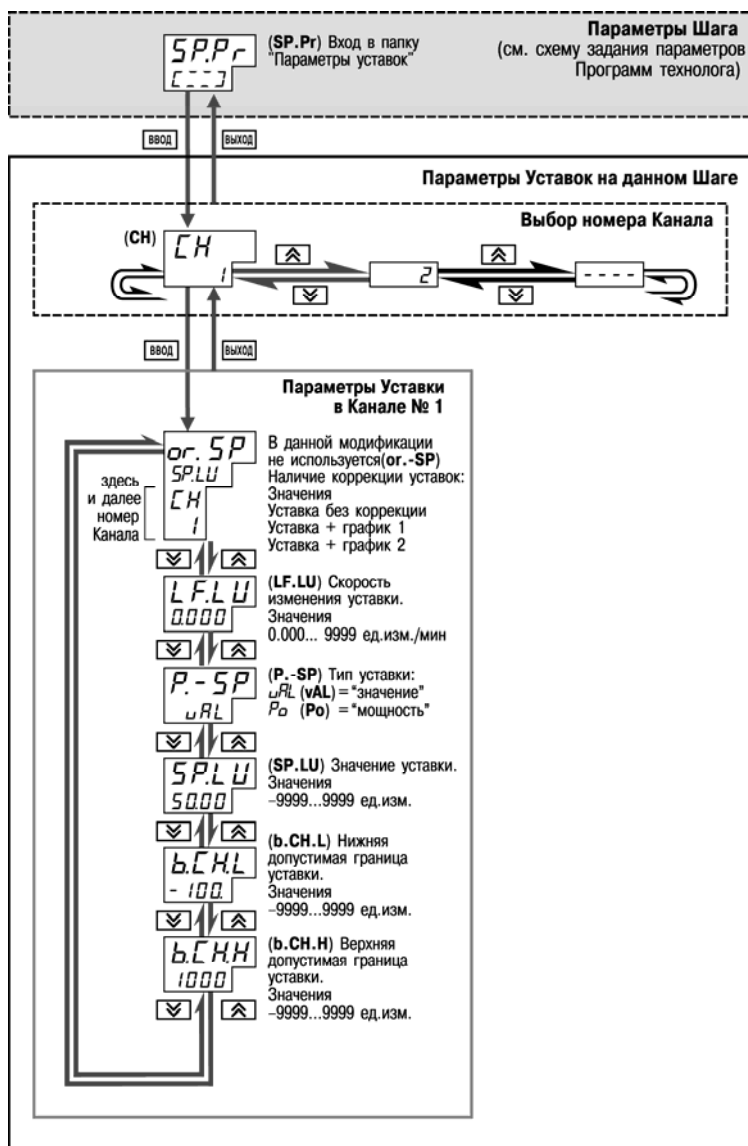 Параметры Шага
(см. схему задания параметров
Программ технолога)
SP.Pr
[---]
(SP.Pr) Вход в папку
"Параметры уставок"
ВВОД
ВЫХОД
Параметры Уставок на данном Шаге
Выбор номера Канала
(CH)
CH
1
2
----
ВВОД
ВЫХОД
Параметры Уставки
в Канале № 1
or. SP
SP.LU
CH
1
здесь
и далее
номер
Канала
В данной модификации
не используется(or.-SP)
Наличие коррекции уставок:
Значения
Уставка без коррекции
Уставка + график 1
Уставка + график 2
LF.LU
0.000
(LF.LU) Скорость
изменения уставки.
Значения
0.000... 9999 ед.изм./мин
P.-SP
vAL
(P.-SP) Тип уставки:
vAL (vAL) = "значение"
Po (Po) = "мощность"
SP.LU
50.00
(SP.LU) Значение уставки.
Значения
–9999...9999 ед.изм.
b.CH.L
-100.
(b.CH.L) Нижняя
допустимая граница
уставки.
Значения
–9999...9999 ед.изм.
b.CH.H
1000
(b.CH.H) Верхняя
допустимая граница
уставки.
Значения
–9999...9999 ед.изм.